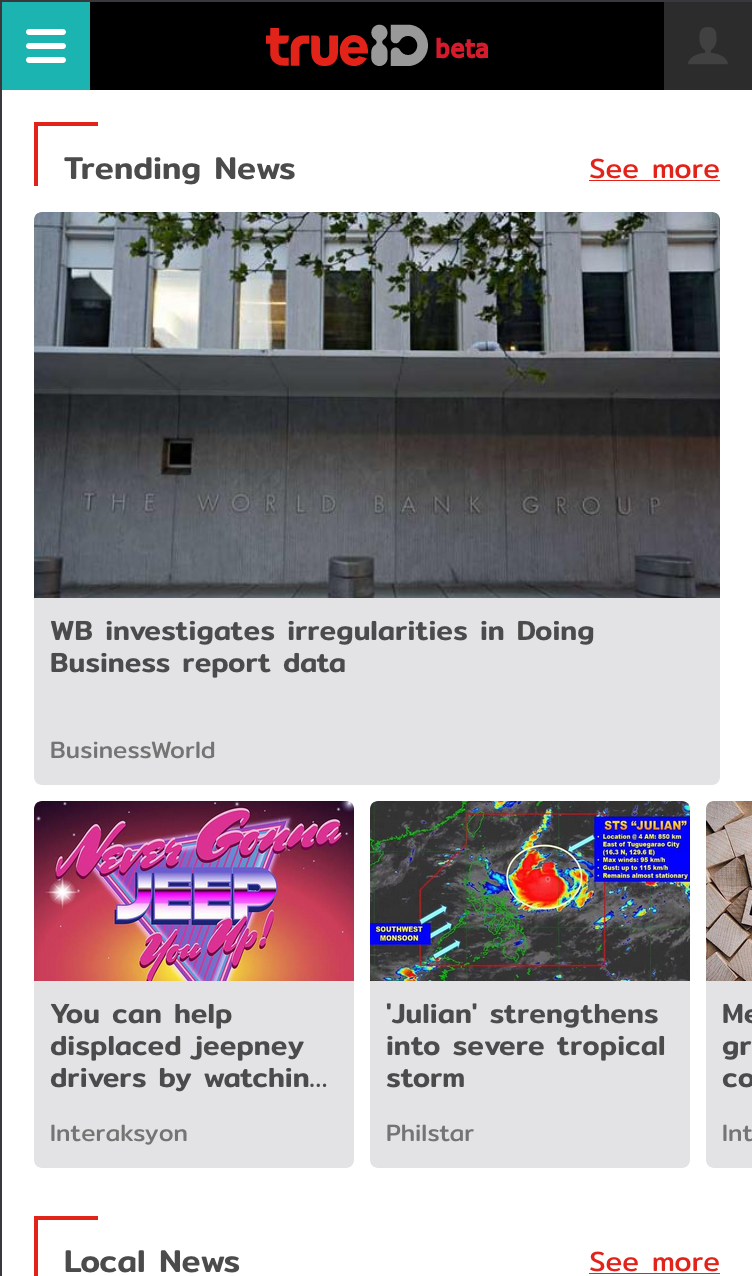 trueID beta
Trending News
See more
THE WORLD BANK GROUP
WB investigates irregularities in Doing
Business report data
BusinessWorld
Never Gonna
JEEP
You Up!
STS "JULIAN"
· Location @ 4 AM: 850 km
East of Tuguegarao City
(16.3 N, 129.6 E)
· Max winds: 95 km/h
· Gust: up to 115 km/h
· Remains almost stationary
SOUTHWEST
MONSOON
You can help
displaced jeepney
drivers by watchin...
Interaksyon
'Julian' strengthens
into severe tropical
storm
Philstar
Me
gr
co
Int
Local News
See more